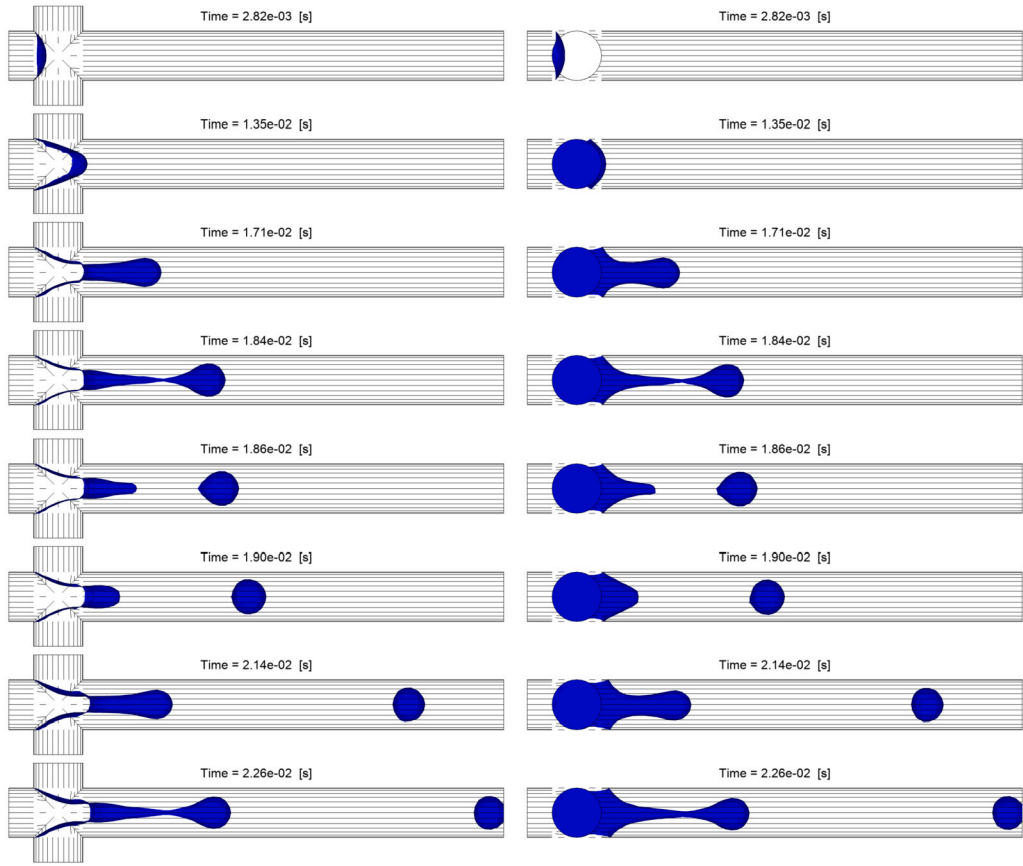 Time = 2.82e-03 [s]
Time = 2.82e-03 [s]
Time = 1.35e-02 [s]
Time = 1.35e-02 [s]
Time = 1.71e-02 [s]
Time = 1.71e-02 [s]
Time = 1.84e-02 [s]
Time = 1.84e-02 [s]
Time = 1.86e-02 [s]
Time = 1.86e-02 [s]
Time = 1.90e-02 [s]
Time = 1.90e-02 [s]
Time = 2.14e-02 [s]
Time = 2.14e-02 [s]
Time = 2.26e-02 [s]
Time = 2.26e-02 [s]